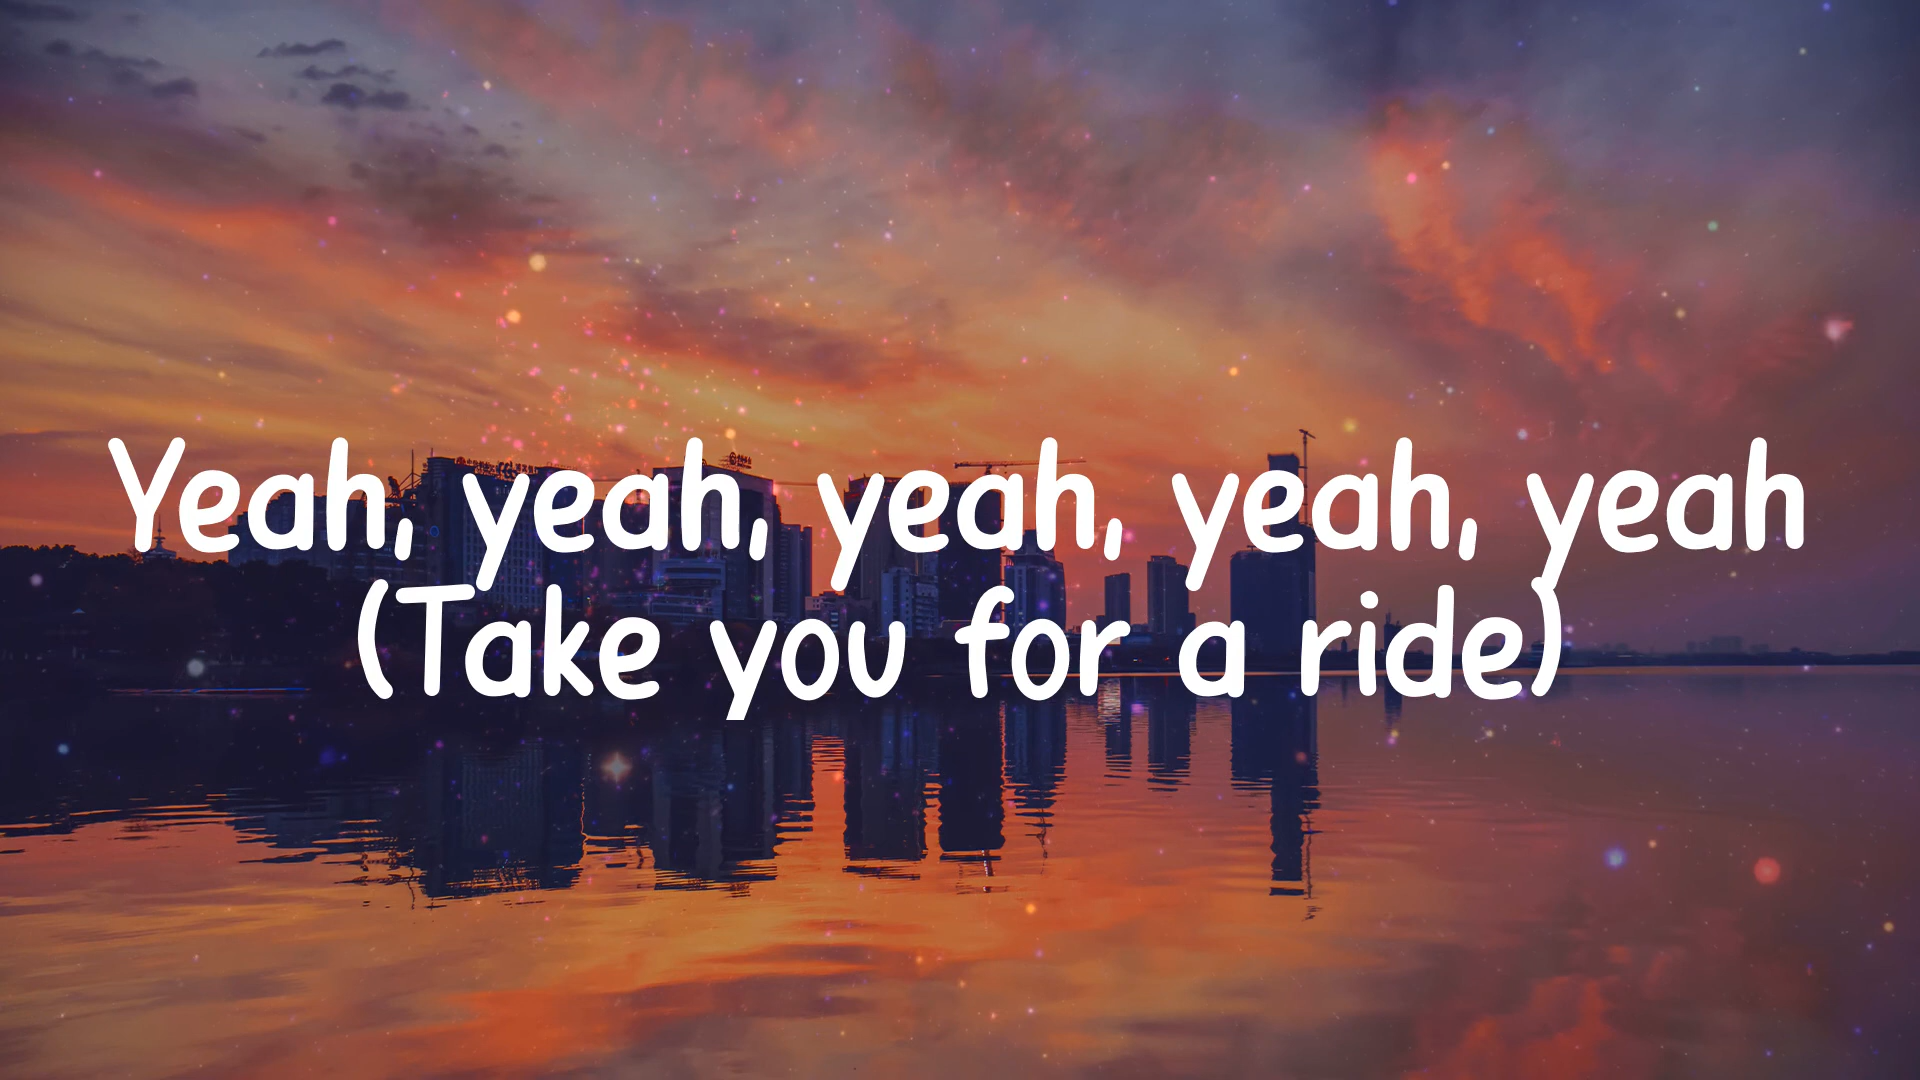 Yeah, yeah, yeah, yeah, yeah
(Take you for a ride)